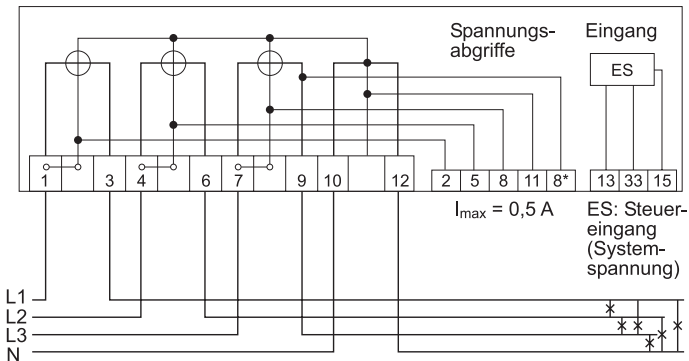 Spannungs-
abgriffe
Eingang
ES
1 3 4 6 7 9 10 12
2 5 8 11 8*
13 33 15
Imax = 0,5 A
ES: Steuer-
eingang
(System-
spannung)
L1
L2
L3
N